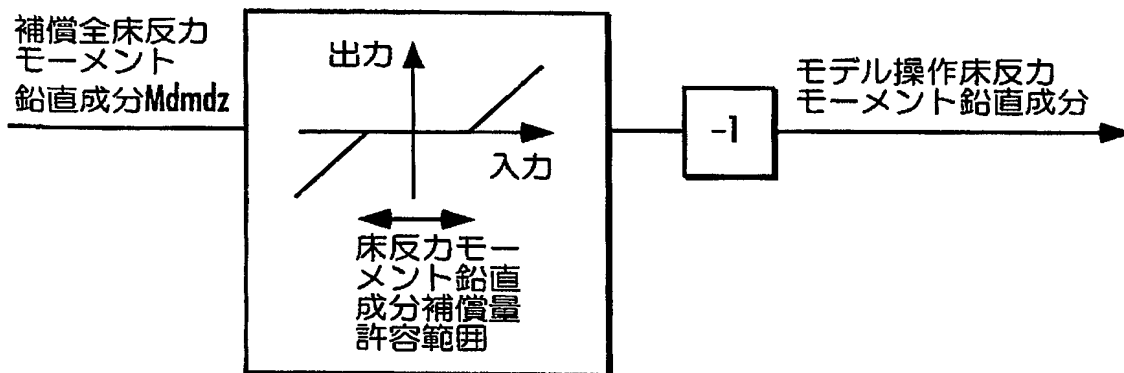 補償全床反力
モーメント
鉛直成分Mdmdz
出力
入力
床反力モー
メント鉛直
成分補償量
許容範囲
-1
モデル操作床反力
モーメント鉛直成分